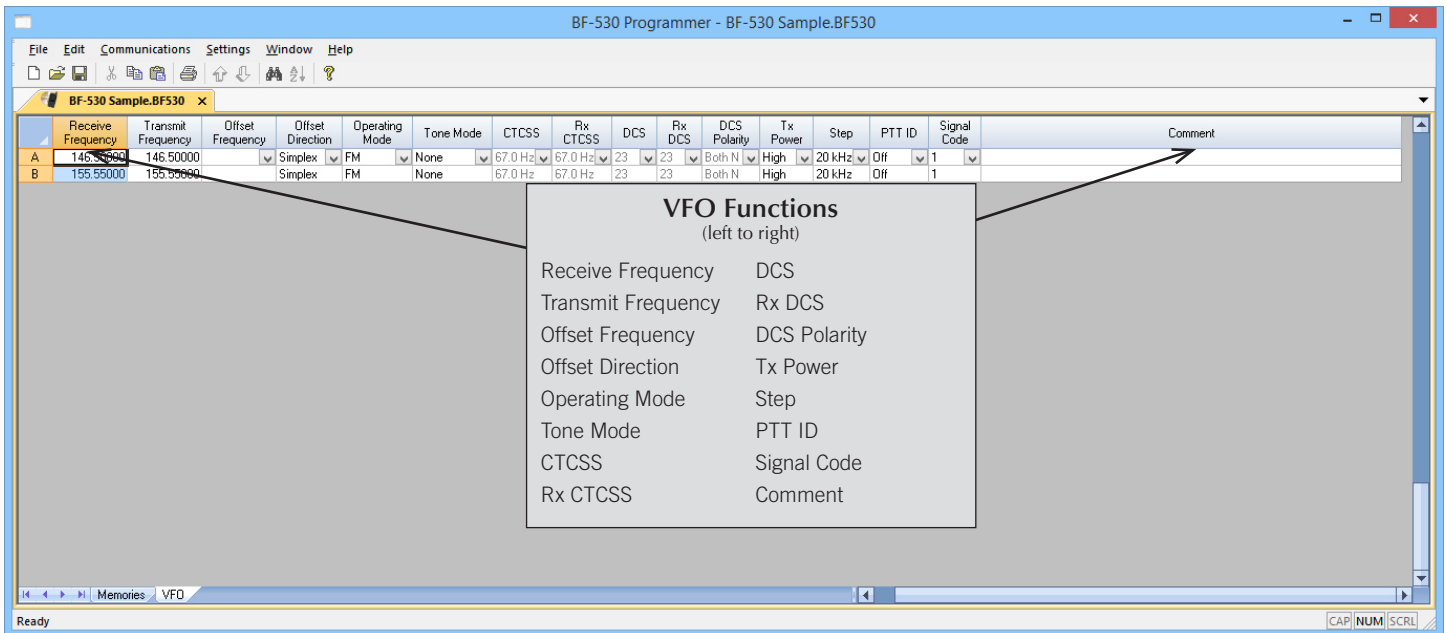 BF-530 Programmer - BF-530 Sample.BF530
File Edit Communications Settings Window Help
BF-530 Sample.BF530
Receive Frequency Transmit Frequency Offset Frequency Offset Direction Operating Mode Tone Mode CTCSS Rx CTCSS DCS Rx DCS DCS Polarity Tx Power Step PTT ID Signal Code Comment
A 146.50000 146.50000 Simplex FM None 67.0 Hz 67.0 Hz 23 23 Both N High 20 kHz Off 1
B 155.55000 155.55000 Simplex FM None 67.0 Hz 67.0 Hz 23 23 Both N High 20 kHz Off 1
VFO Functions
(left to right)
Receive Frequency DCS
Transmit Frequency Rx DCS
Offset Frequency DCS Polarity
Offset Direction Tx Power
Operating Mode Step
Tone Mode PTT ID
CTCSS Signal Code
Rx CTCSS Comment
Memories VFO
Ready CAP NUM SCRL